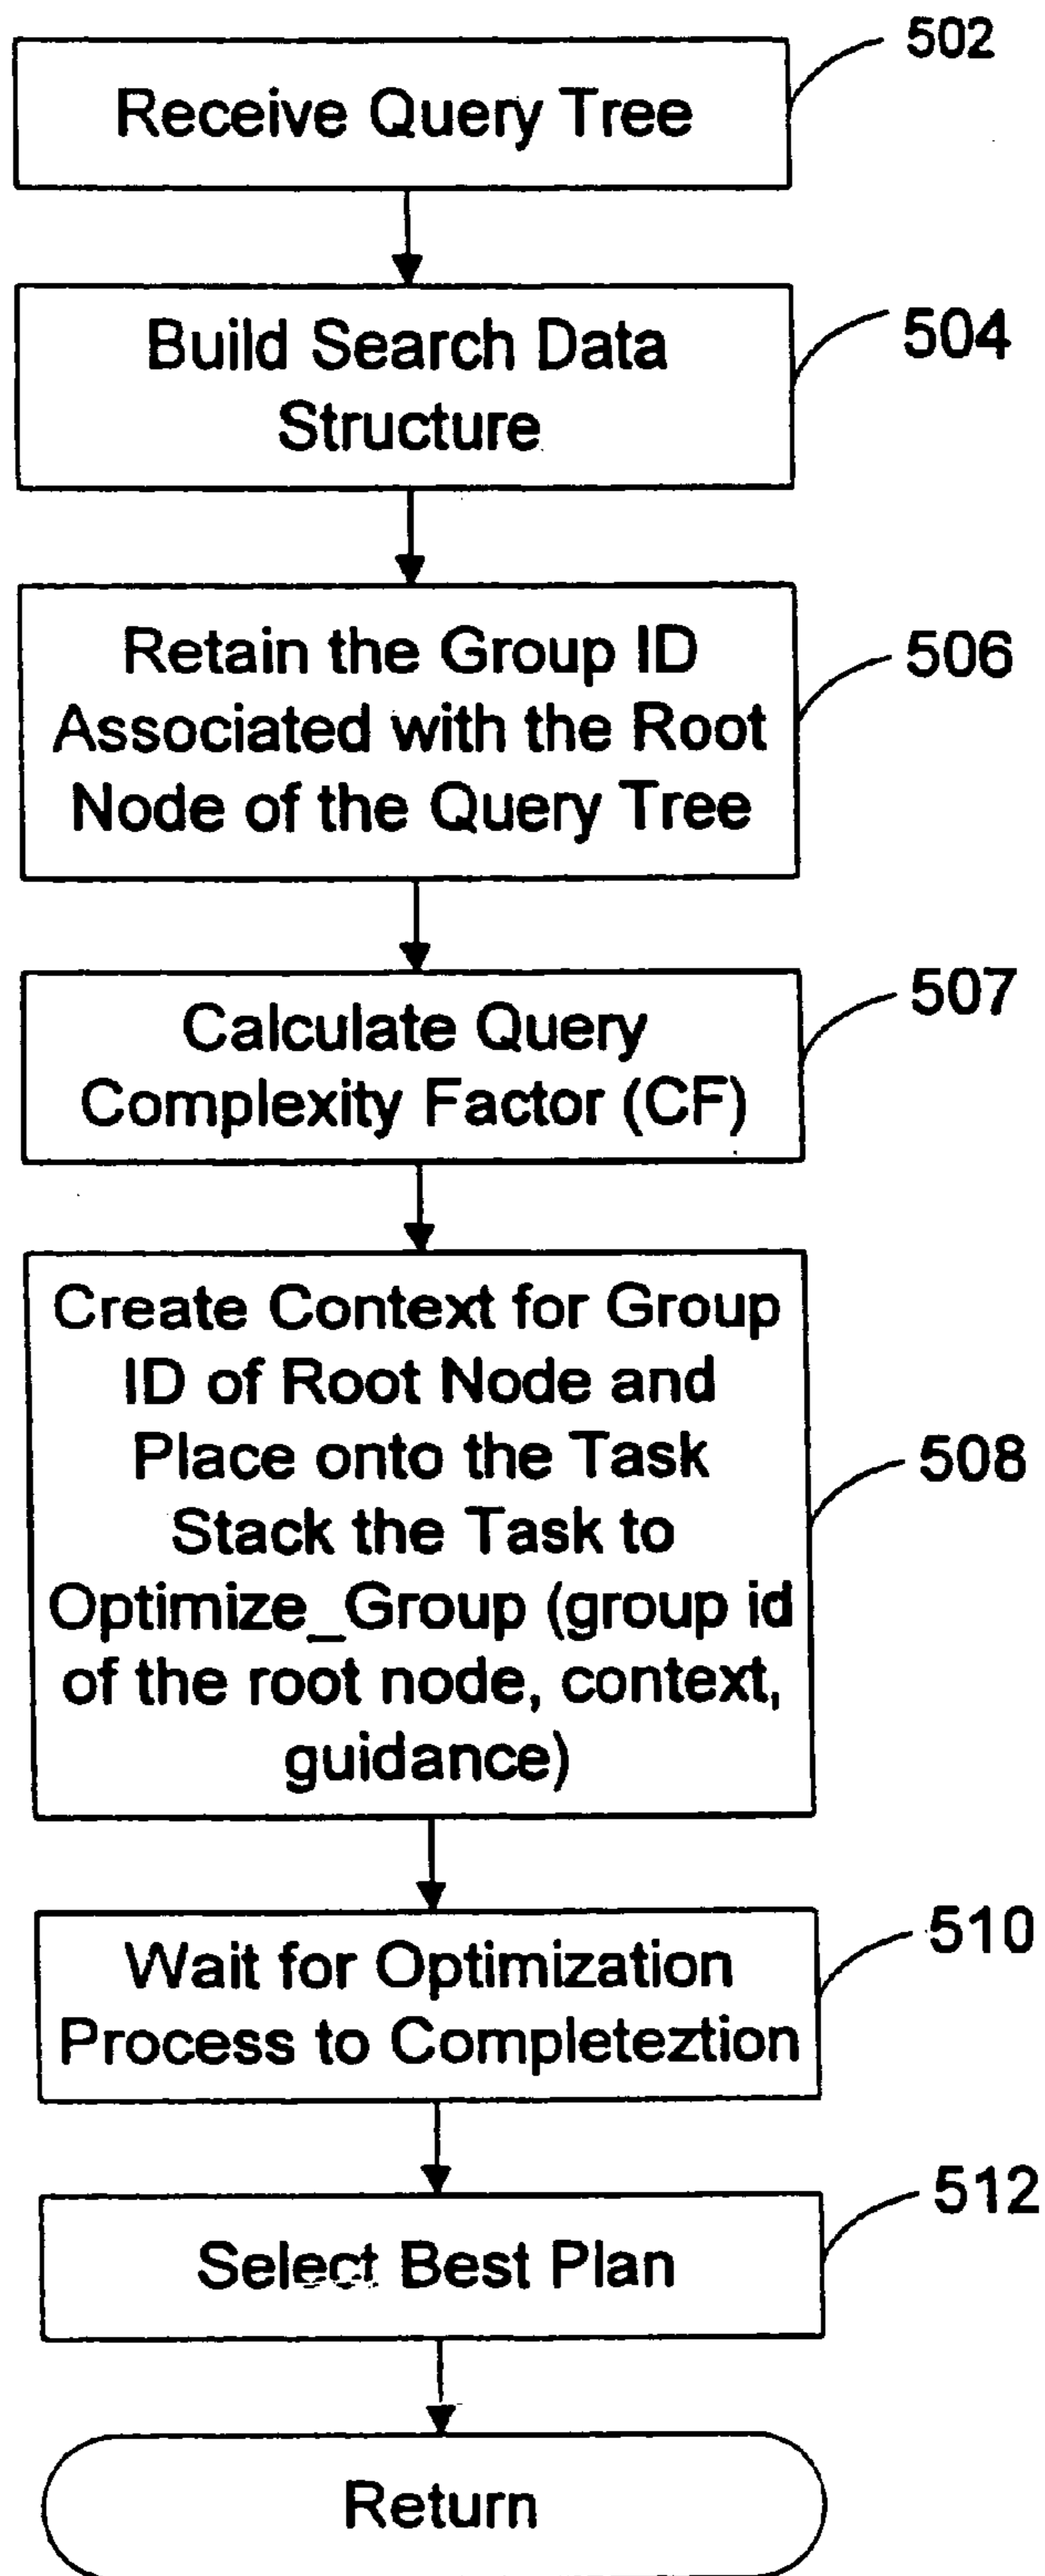 502
Receive Query Tree
504
Build Search Data
Structure
506
Retain the Group ID
Associated with the Root
Node of the Query Tree
507
Calculate Query
Complexity Factor (CF)
508
Create Context for Group
ID of Root Node and
Place onto the Task
Stack the Task to
Optimize_Group (group id
of the root node, context,
guidance)
510
Wait for Optimization
Process to Completeztion
512
Select Best Plan
Return